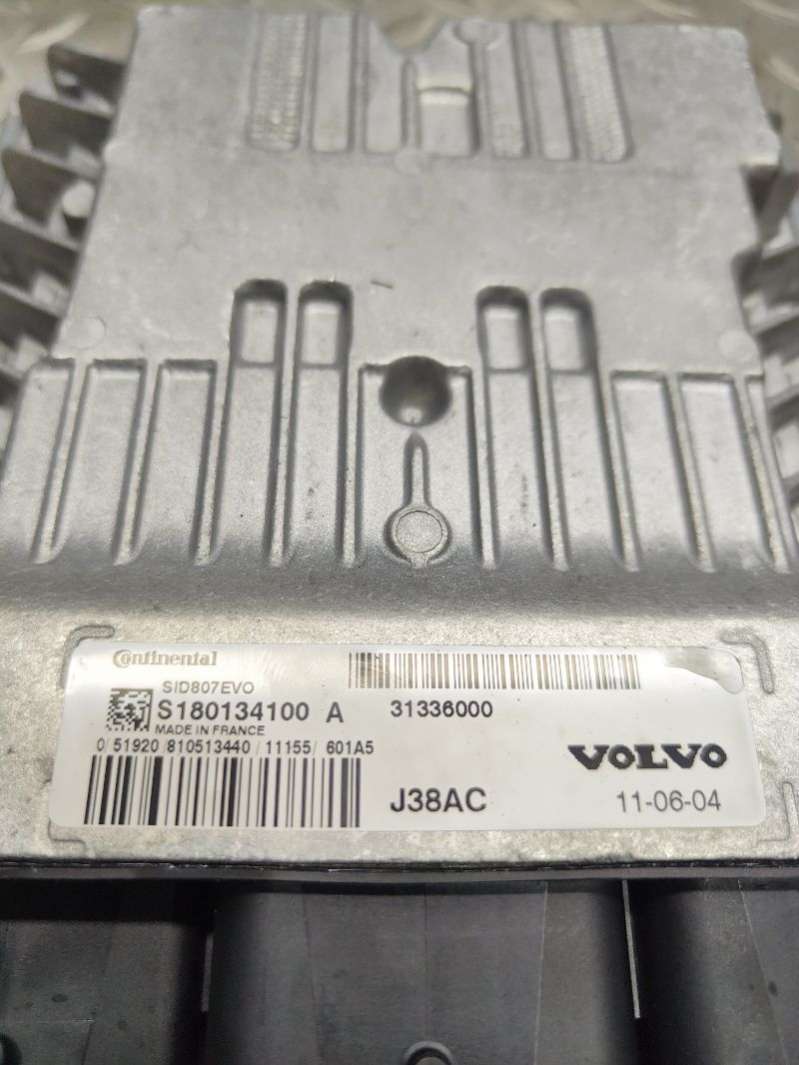 Continental
SID807EVO
S180134100 A 31336000
MADE IN FRANCE
0/51920/810513440/11155/601A5
VOLVO
J38AC 11-06-04